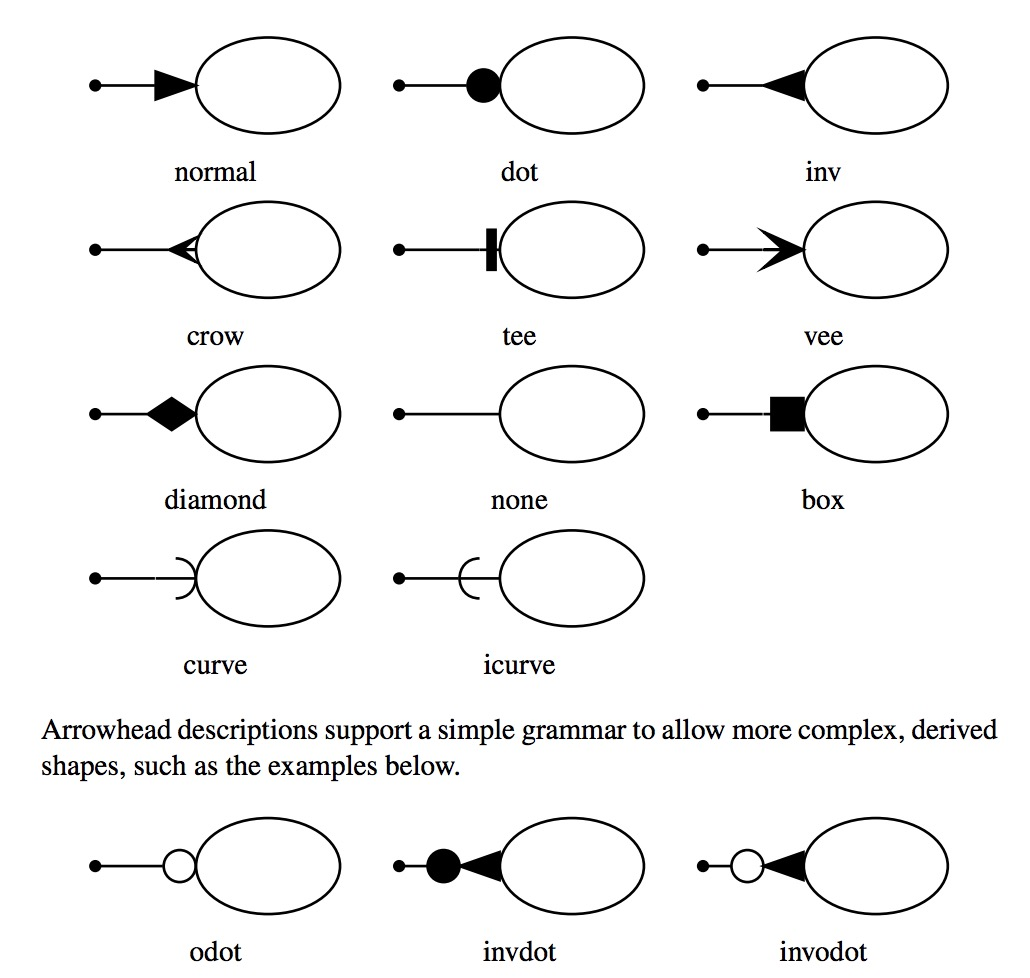 normal dot inv
crow tee vee
diamond none box
curve icurve
Arrowhead descriptions support a simple grammar to allow more complex, derived
shapes, such as the examples below.
odot invdot invodot